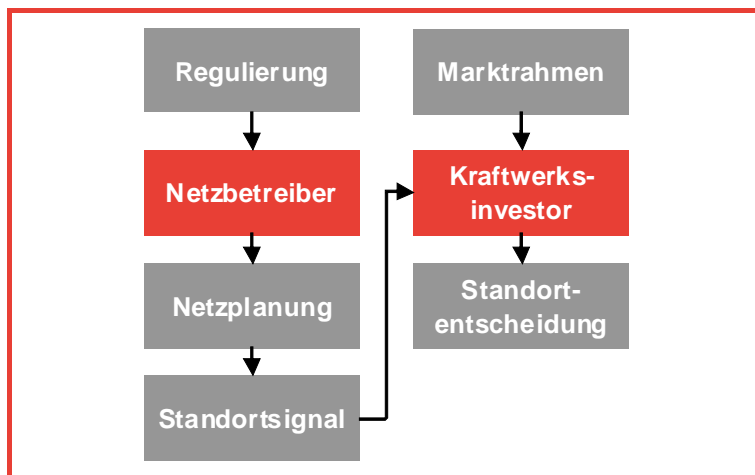 Regulierung
Netzbetreiber
Netzplanung
Standortsignal
Marktrahmen
Kraftwerks-
investor
Standort-
entscheidung